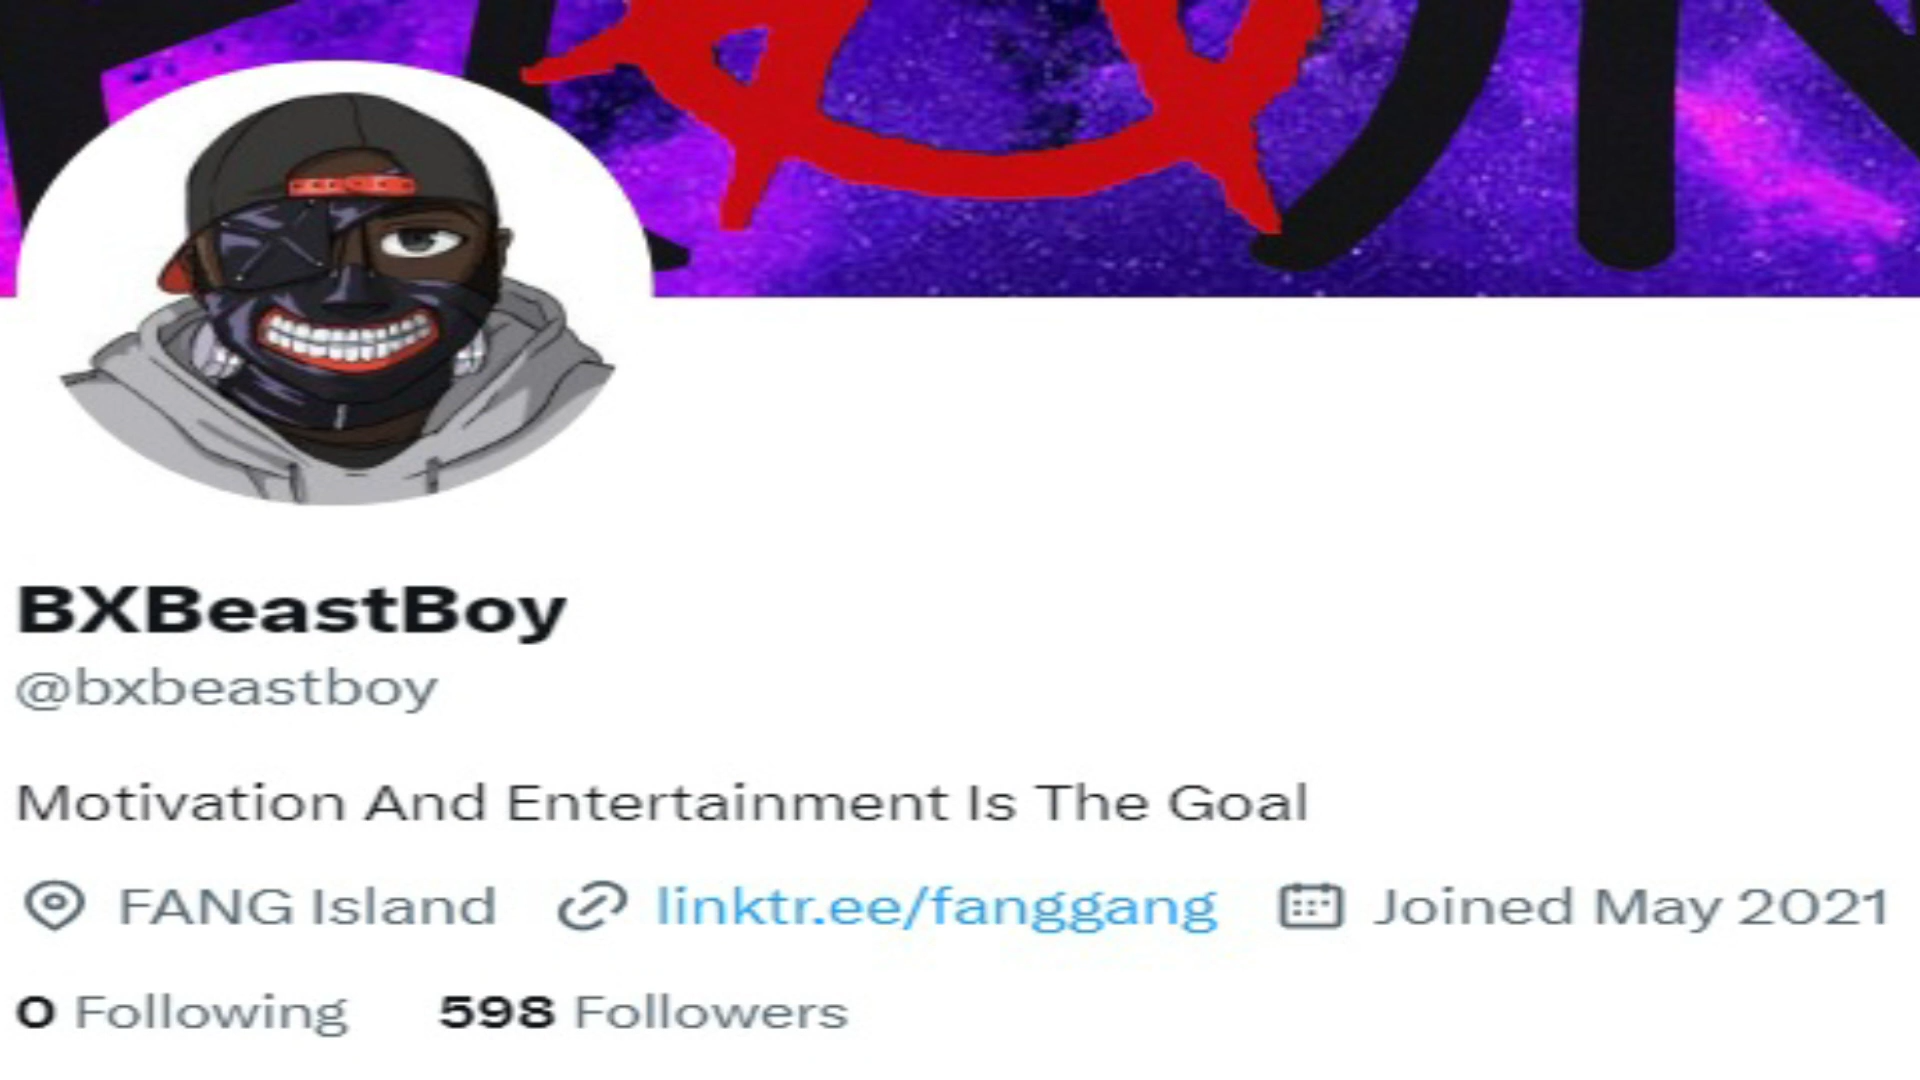 BXBeastBoy
@bxbeastboy
Motivation And Entertainment Is The Goal
FANG Island linktr.ee/fanggang Joined May 2021
0 Following 598 Followers